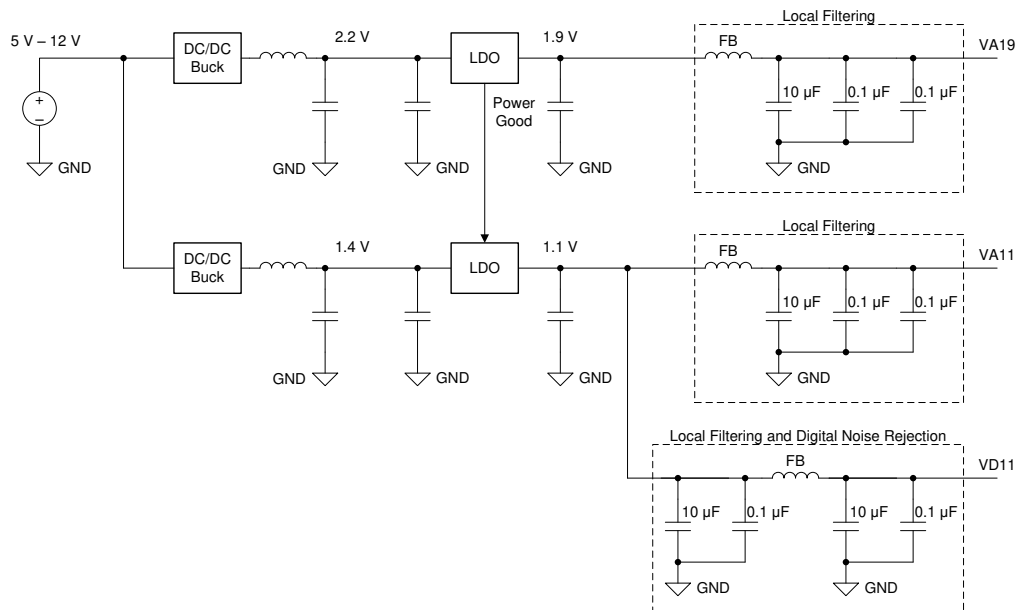 Local Filtering
5 V – 12 V
DC/DC
Buck
2.2 V
LDO
1.9 V
FB
VA19
+
–
10 µF
0.1 µF
0.1 µF
Power
Good
GND
GND
GND
GND
GND
Local Filtering
DC/DC
Buck
1.4 V
LDO
1.1 V
FB
VA11
10 µF
0.1 µF
0.1 µF
GND
GND
GND
GND
Local Filtering and Digital Noise Rejection
FB
VD11
10 µF
0.1 µF
10 µF
0.1 µF
GND
GND